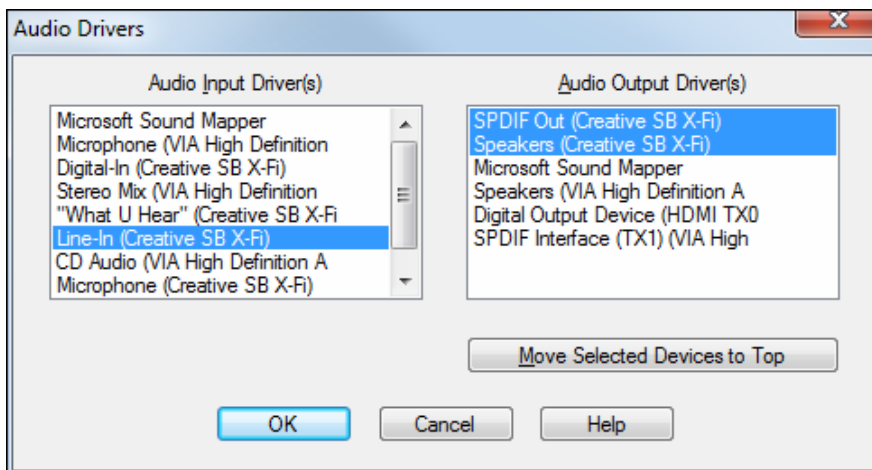 Audio Drivers
Audio Input Driver(s)
Microsoft Sound Mapper
Microphone (VIA High Definition
Digital-In (Creative SB X-Fi)
Stereo Mix (VIA High Definition
"What U Hear" (Creative SB X-Fi
Line-In (Creative SB X-Fi)
CD Audio (VIA High Definition A
Microphone (Creative SB X-Fi)
Audio Output Driver(s)
SPDIF Out (Creative SB X-Fi)
Speakers (Creative SB X-Fi)
Microsoft Sound Mapper
Speakers (VIA High Definition A
Digital Output Device (HDMI TX0
SPDIF Interface (TX1) (VIA High
Move Selected Devices to Top
OK
Cancel
Help